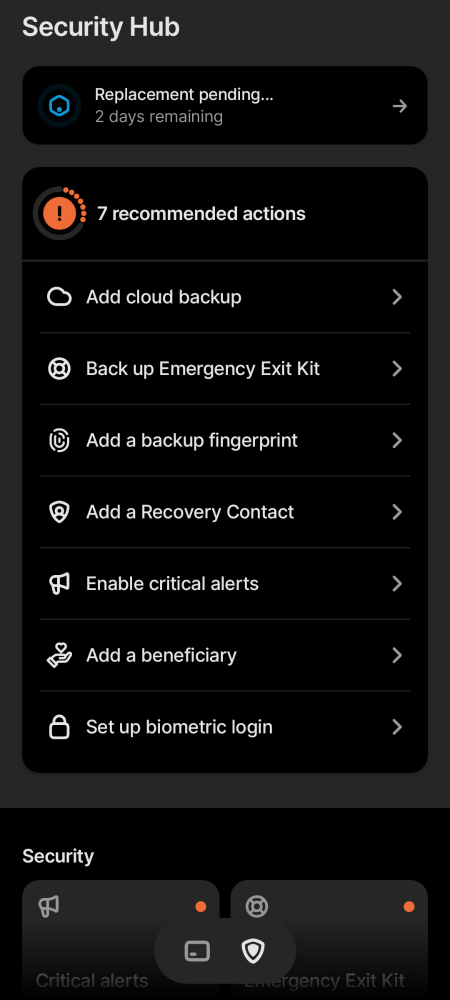 Security Hub
Replacement pending...
2 days remaining
7 recommended actions
Add cloud backup
Back up Emergency Exit Kit
Add a backup fingerprint
Add a Recovery Contact
Enable critical alerts
Add a beneficiary
Set up biometric login
Security
Critical alerts
Emergency Exit Kit